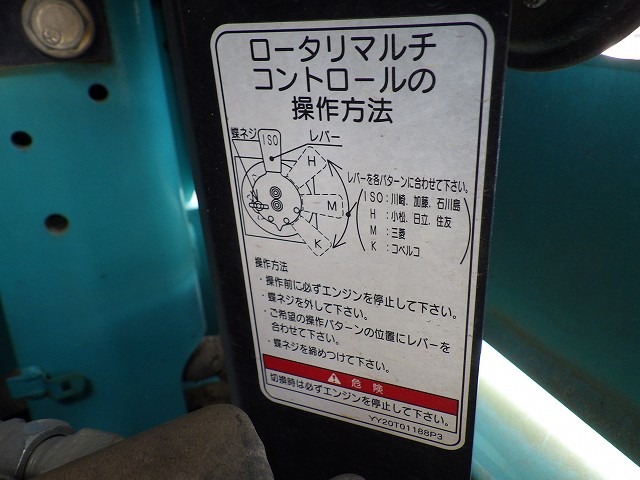 ロータリマルチ
コントロールの
操作方法
蝶ネジ
ISO
レバー
H
M
K
レバーを各パターンに合わせて下さい。
ISO：川崎、加藤、石川島
H ：小松、日立、住友
M ：三菱
K ：コベルコ
操作方法
・操作前に必ずエンジンを停止して下さい。
・蝶ネジを外して下さい。
・ご希望の操作パターンの位置にレバーを
合わせて下さい。
・蝶ネジを締めつけて下さい。
危険
切換時は必ずエンジンを停止して下さい。
YY20T01188P3